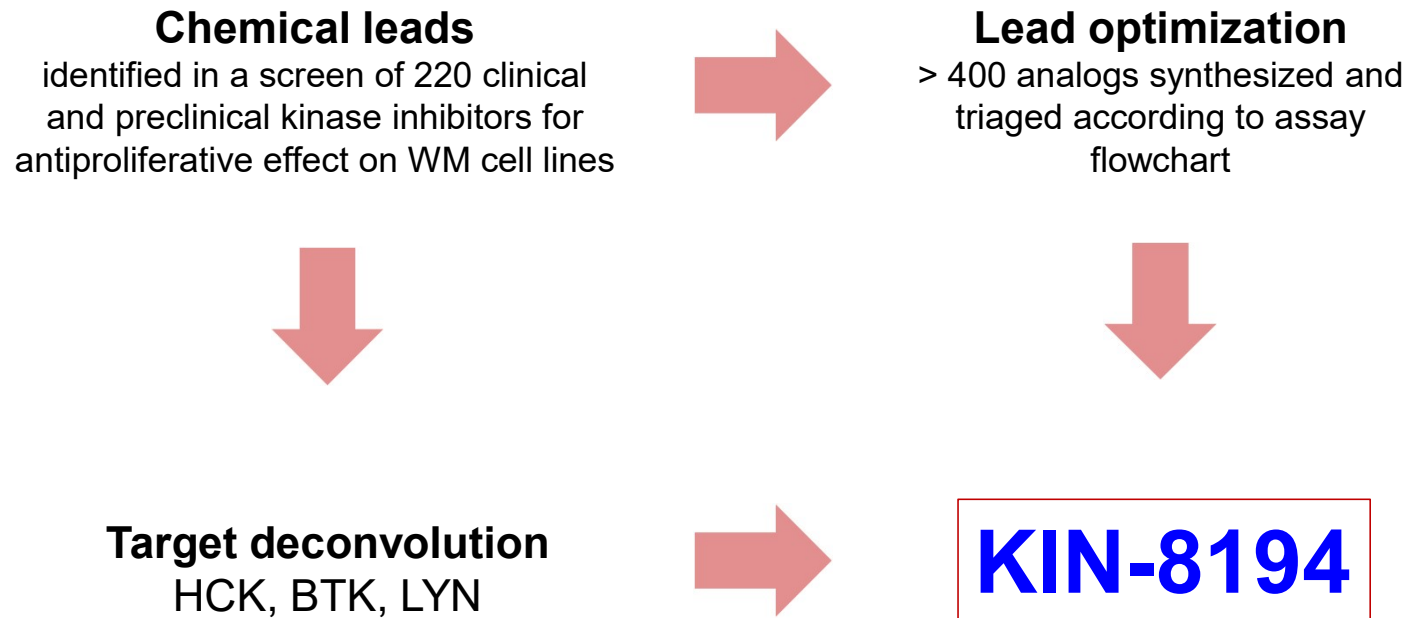 Chemical leads
identified in a screen of 220 clinical
and preclinical kinase inhibitors for
antiproliferative effect on WM cell lines
Lead optimization
> 400 analogs synthesized and
triaged according to assay
flowchart
Target deconvolution
HCK, BTK, LYN
KIN-8194